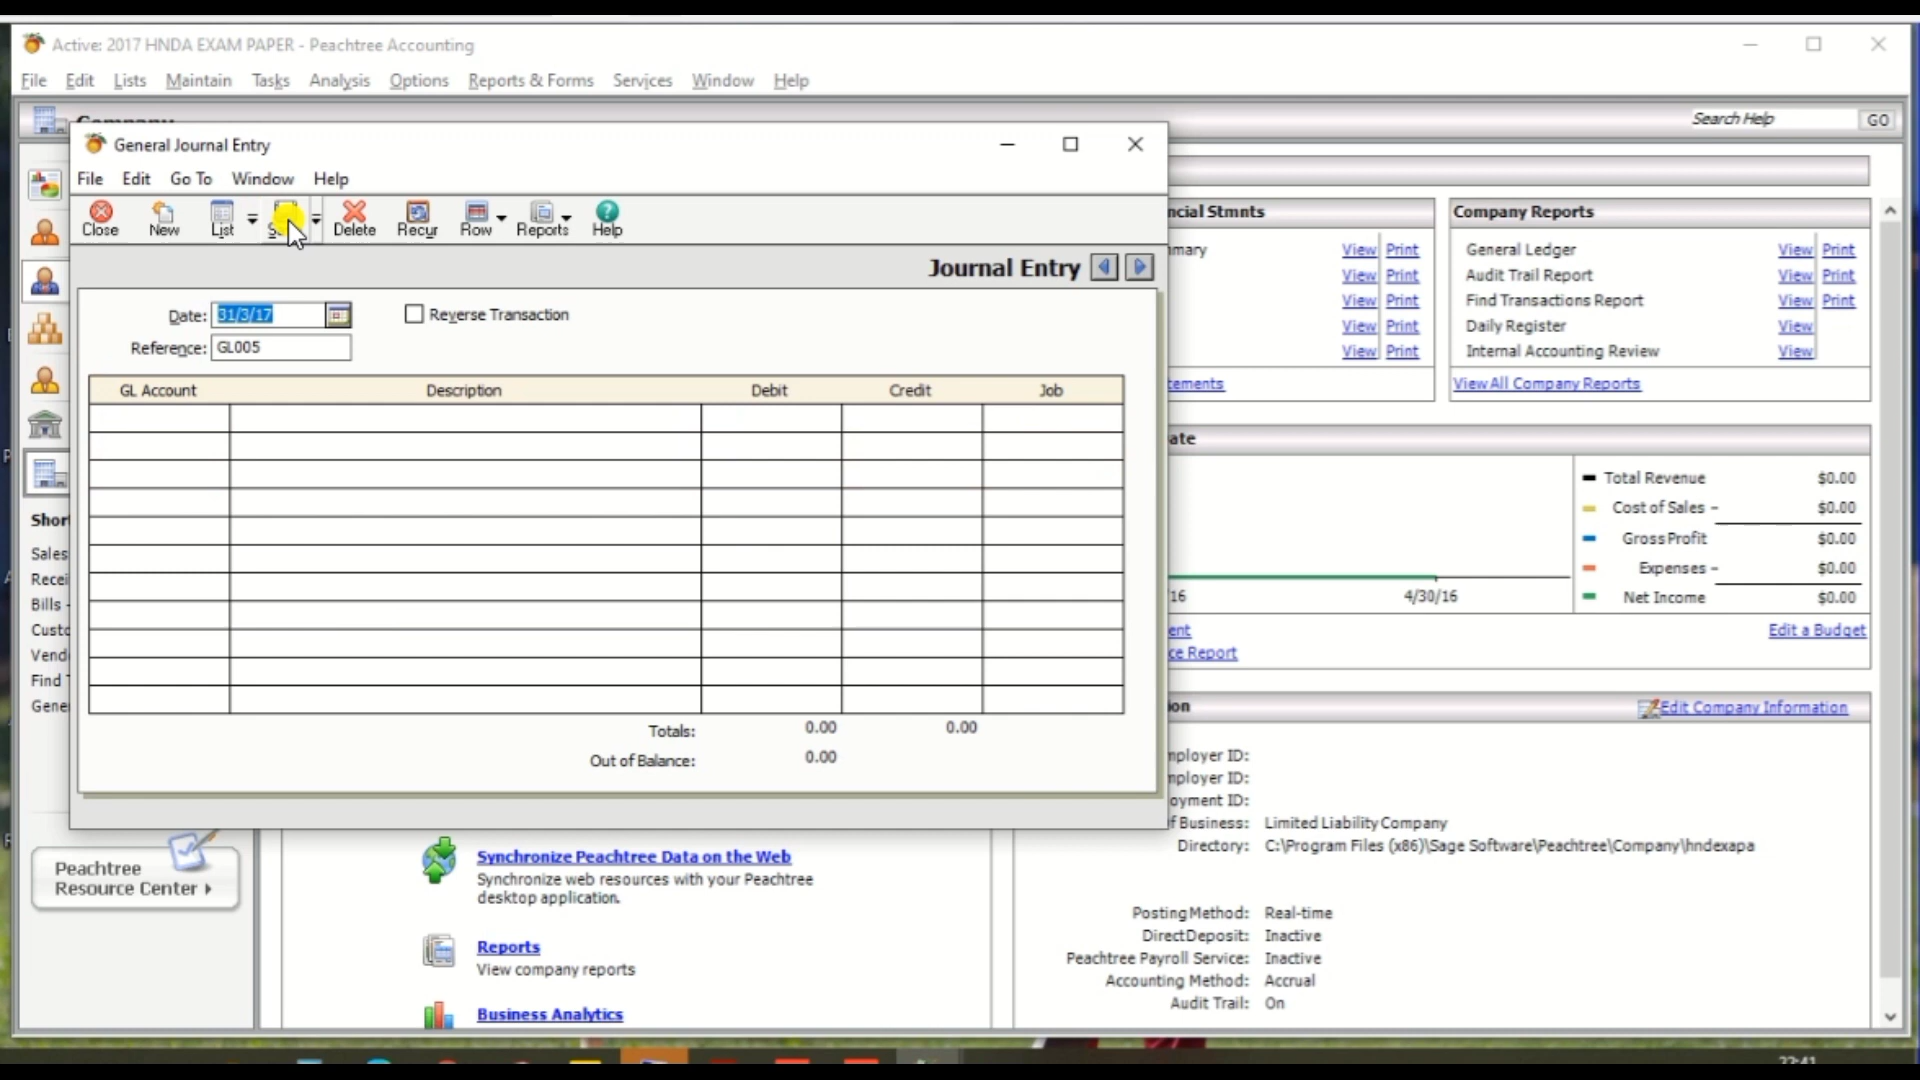 Active: 2017 HNDA EXAM PAPER - Peachtree Accounting
File Edit Lists Maintain Tasks Analysis Options Reports & Forms Services Window Help
Company
Search Help GO
General Journal Entry
File Edit Go To Window Help
Close New List Delete Recur Row Reports Help
Journal Entry
Date: 31/3/17 Reverse Transaction
Reference: GL005
GL Account Description Debit Credit Job
Totals: 0.00 0.00
Out of Balance: 0.00
ncial Stmnts
mary View Print
View Print
View Print
View Print
View Print
tements
Company Reports
General Ledger View Print
Audit Trail Report View Print
Find Transactions Report View Print
Daily Register View
Internal Accounting Review View
View All Company Reports
ate
Total Revenue $0.00
Cost of Sales - $0.00
Gross Profit $0.00
Expenses - $0.00
Net Income $0.00
'16 4/30/16
ent Edit a Budget
ce Report
on Edit Company Information
mployer ID:
mployer ID:
oyment ID:
f Business: Limited Liability Company
Directory: C:\Program Files (x86)\Sage Software\Peachtree\Company\hndexapa
Posting Method: Real-time
Direct Deposit: Inactive
Peachtree Payroll Service: Inactive
Accounting Method: Accrual
Audit Trail: On
Short
Sales
Recei
Bills -
Custo
Vend
Find T
Gene
Peachtree
Resource Center
Synchronize Peachtree Data on the Web
Synchronize web resources with your Peachtree
desktop application.
Reports
View company reports
Business Analytics
22:41